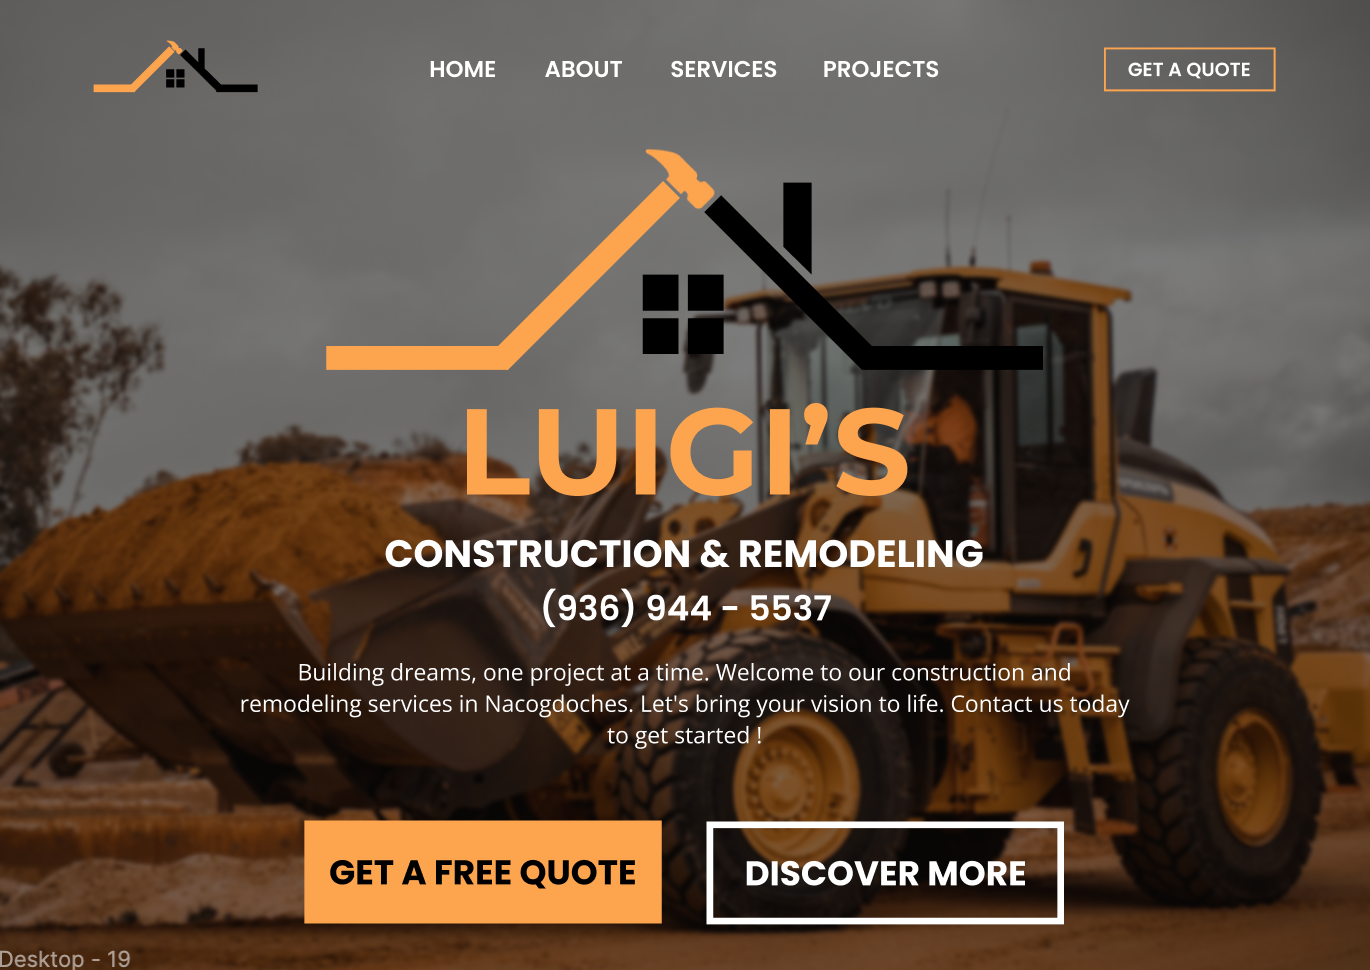 HOME ABOUT SERVICES PROJECTS GET A QUOTE
LUIGI’S
CONSTRUCTION & REMODELING
(936) 944 - 5537
Building dreams, one project at a time. Welcome to our construction and
remodeling services in Nacogdoches. Let's bring your vision to life. Contact us today
to get started !
GET A FREE QUOTE DISCOVER MORE
Desktop - 19